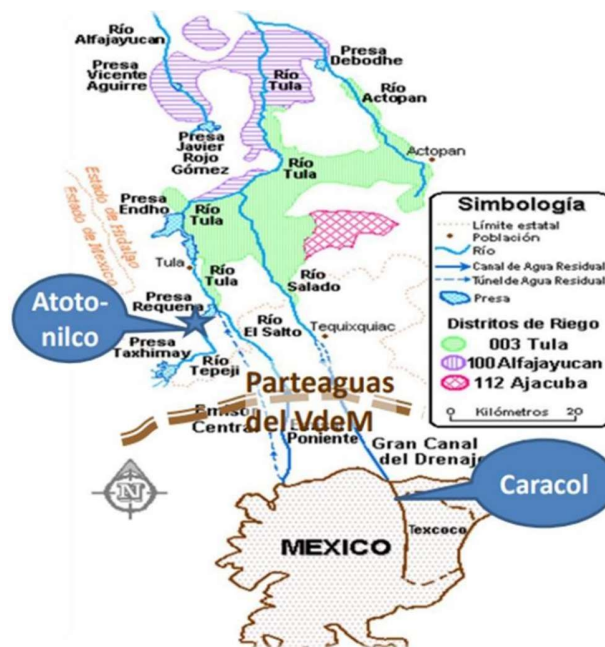 Río
Alfajayucan
Presa
Vicente
Aguirre
Río
Tula
Presa
Debodhe
Río
Actopan
Presa
Javier
Rojo
Gómez
Río
Tula
Actopan
Estado de Hidalgo
Estado de Mexico
Presa
Endho
Río
Tula
Tula
Río
Tula
Río
Salado
Atoto-
nilco
Presa
Requena
Río
El Salto
Tequixquiac
Presa
Taxhimay
Río
Tepeji
Simbología
Límite estatal
Población
Río
Canal de Agua Residual
Túnel de Agua Residual
Presa
Distritos de Riego
003 Tula
100 Alfajayucan
112 Ajacuba
0 Kilómetros 20
Parteaguas
del VdeM
Central
Poniente
Gran Canal
del Drenaje
N
Caracol
MEXICO
Texcoco